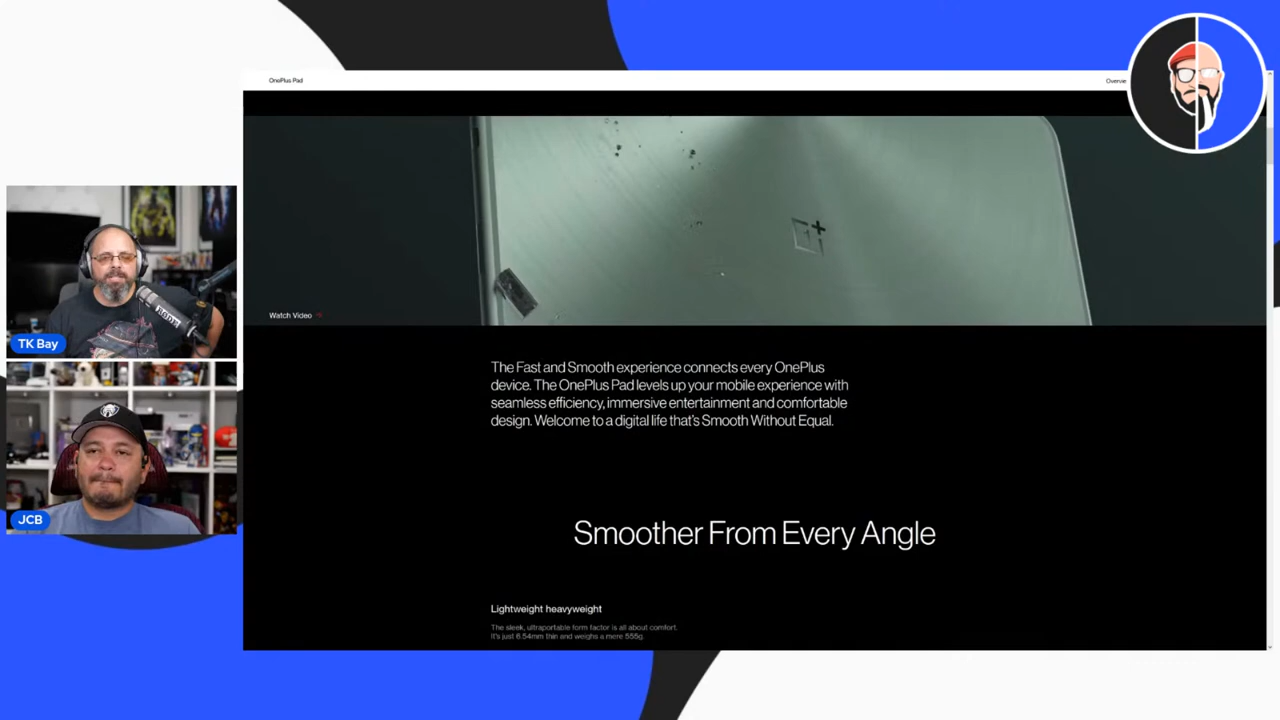 OnePlus Pad
Watch Video
The Fast and Smooth experience connects every OnePlus
device. The OnePlus Pad levels up your mobile experience with
seamless efficiency, immersive entertainment and comfortable
design. Welcome to a digital life that's Smooth Without Equal.
Smoother From Every Angle
Lightweight heavyweight
The sleek, ultraportable form factor is all about comfort.
It's just 6.54mm thin and weighs a mere 555g
TK Bay
RODE
JCB